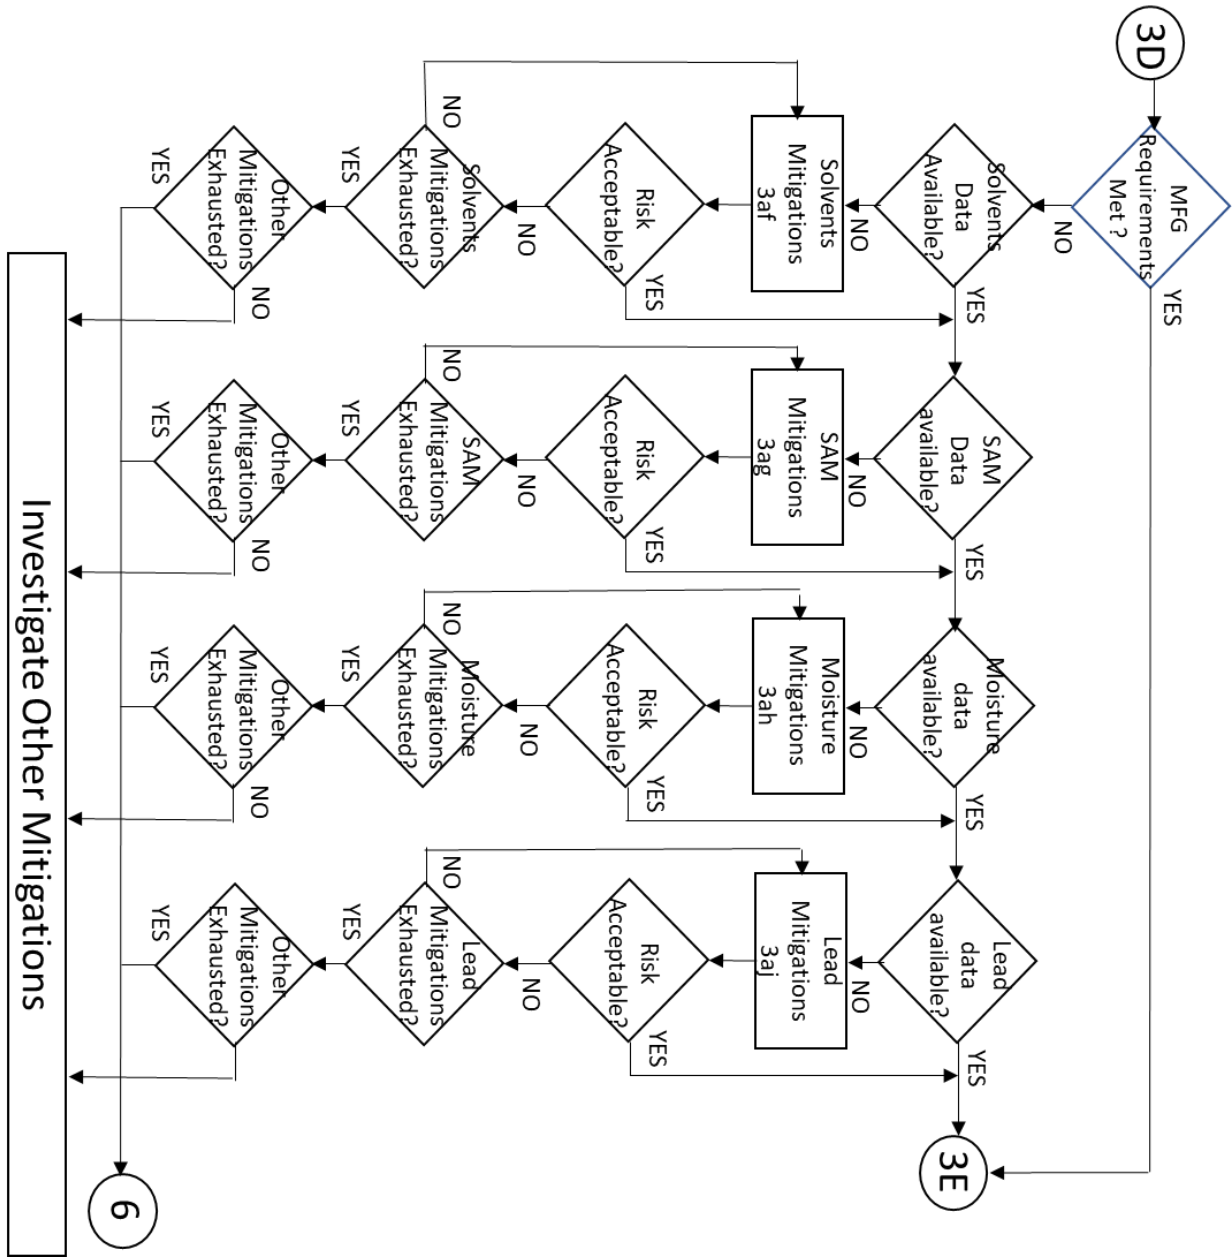 3D
MFG
Requirements
Met ?
YES
NO
Solvents
Data
Available?
YES
NO
Solvents
Mitigations
3af
Risk
Acceptable?
YES
NO
Solvents
Mitigations
Exhausted?
NO
YES
Other
Mitigations
Exhausted?
NO
YES
SAM
Data
available?
YES
NO
SAM
Mitigations
3ag
Risk
Acceptable?
YES
NO
SAM
Mitigations
Exhausted?
NO
YES
Other
Mitigations
Exhausted?
NO
YES
Moisture
data
available?
YES
NO
Moisture
Mitigations
3ah
Risk
Acceptable?
YES
NO
Moisture
Mitigations
Exhausted?
NO
YES
Other
Mitigations
Exhausted?
NO
YES
Lead
data
available?
YES
NO
Lead
Mitigations
3aj
Risk
Acceptable?
YES
NO
Lead
Mitigations
Exhausted?
NO
YES
Other
Mitigations
Exhausted?
YES
3E
6
Investigate Other Mitigations